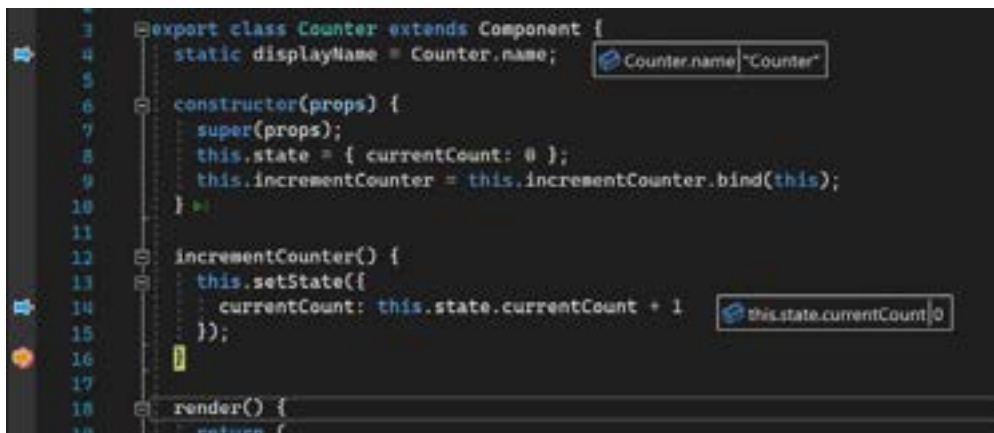 3 export class Counter extends Component {
4 static displayName = Counter.name; Counter.name "Counter"
5
6 constructor(props) {
7 super(props);
8 this.state = { currentCount: 0 };
9 this.incrementCounter = this.incrementCounter.bind(this);
10 }
11
12 incrementCounter() {
13 this.setState({
14 currentCount: this.state.currentCount + 1 this.state.currentCount 0
15 });
16 }
17
18 render() {